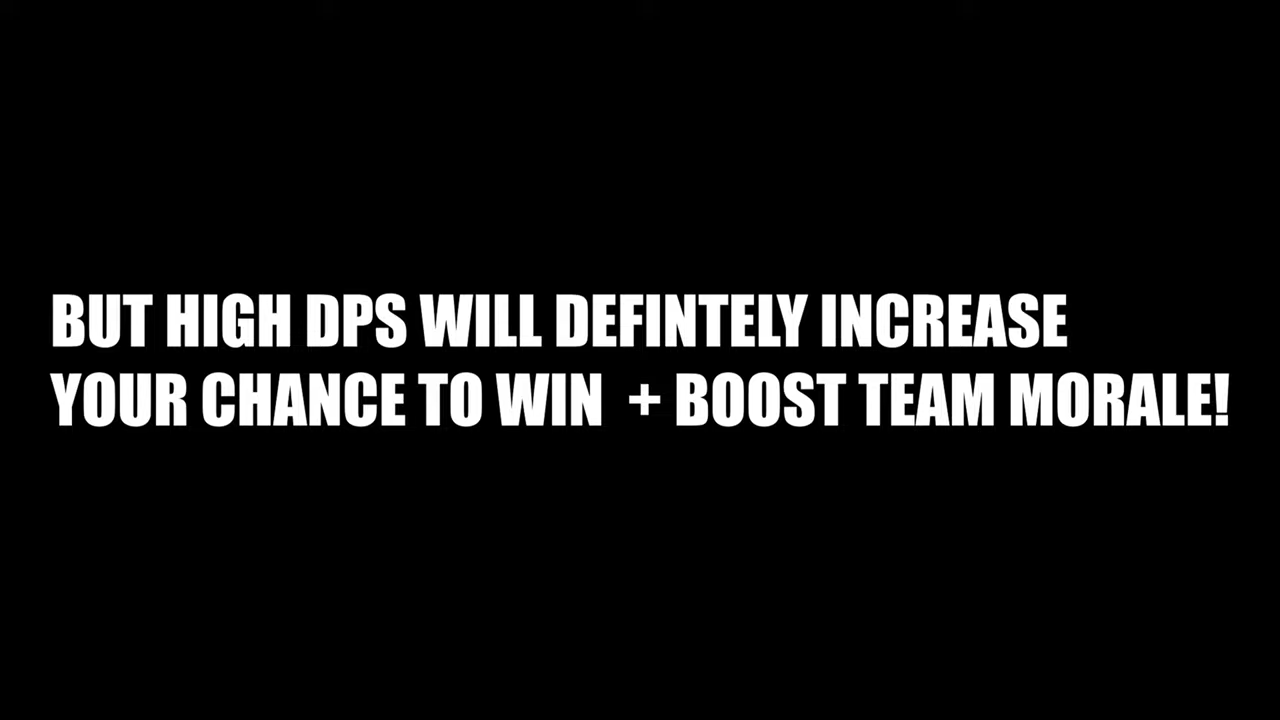 BUT HIGH DPS WILL DEFINTELY INCREASE
YOUR CHANCE TO WIN  + BOOST TEAM MORALE!